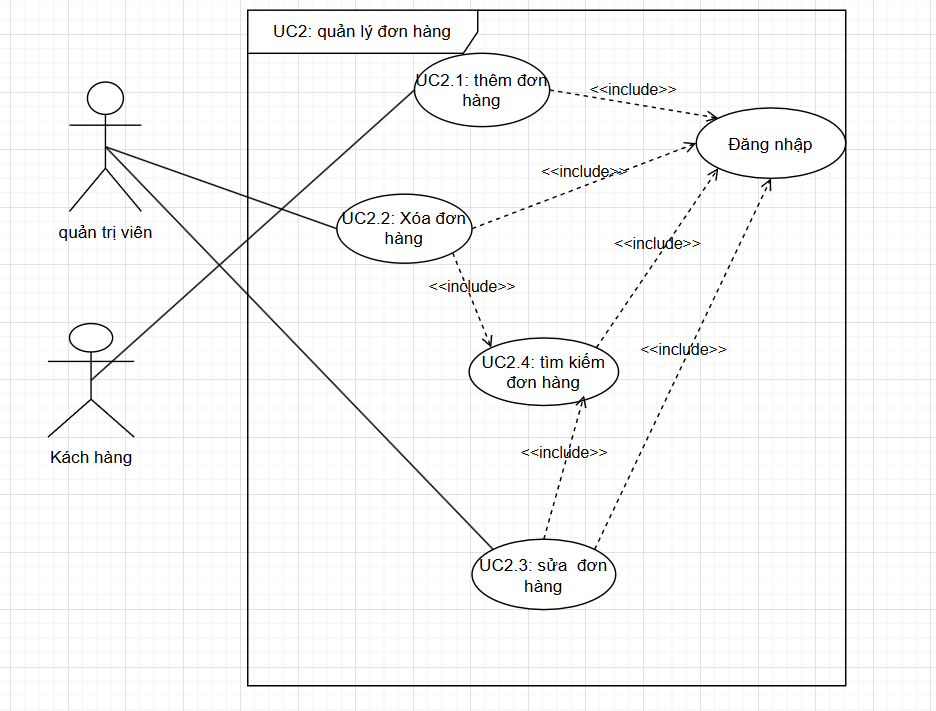 UC2: quản lý đơn hàng
UC2.1: thêm đơn
hàng
<<include>>
Đăng nhập
<<include>>
UC2.2: Xóa đơn
hàng
quản trị viên
<<include>>
<<include>>
<<include>>
UC2.4: tìm kiếm
đơn hàng
Kách hàng
<<include>>
UC2.3: sửa  đơn
hàng